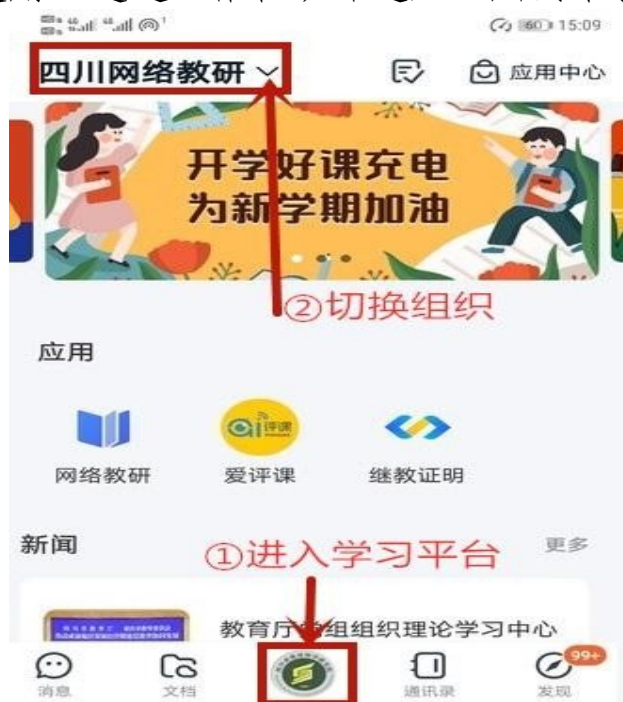 60 15:09
四川网络教研
应用中心
开学好课充电
为新学期加油
②切换组织
应用
ai评课
网络教研
爱评课
继教证明
新闻
①进入学习平台
更多
教育厅党组组织理论学习中心
99+
消息
文档
通讯录
发现